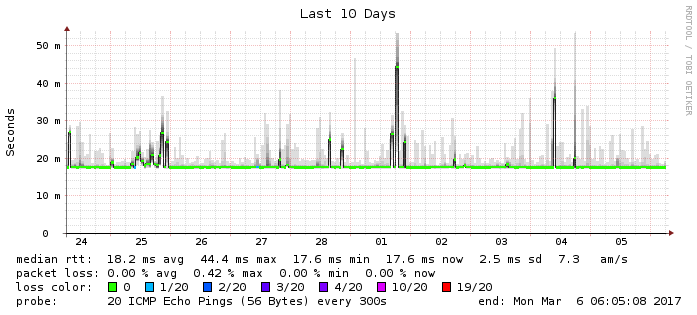 Last 10 Days
RRDTOOL / TOBI OETIKER
Seconds
50 m
40 m
30 m
20 m
10 m
0
24 25 26 27 28 01 02 03 04 05
median rtt: 18.2 ms avg 44.4 ms max 17.6 ms min 17.6 ms now 2.5 ms sd 7.3 am/s
packet loss: 0.00 % avg 0.42 % max 0.00 % min 0.00 % now
loss color: 0 1/20 2/20 3/20 4/20 10/20 19/20
probe: 20 ICMP Echo Pings (56 Bytes) every 300s end: Mon Mar 6 06:05:08 2017